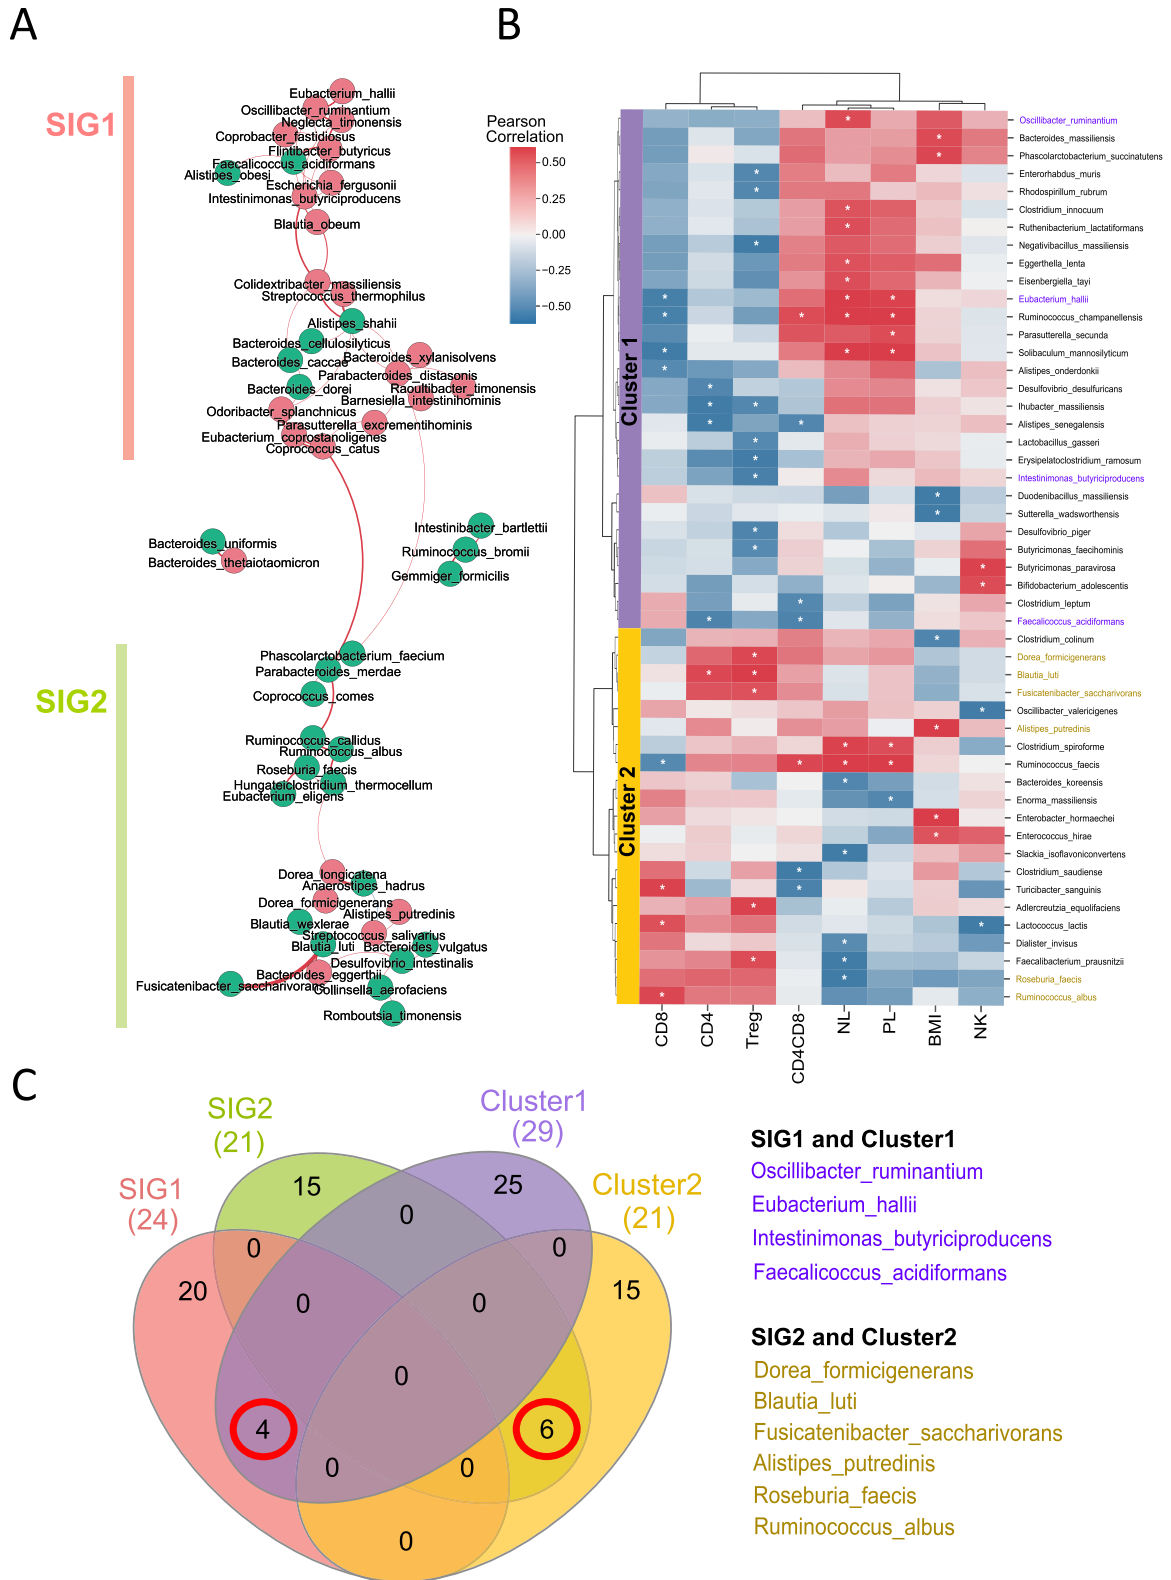 A
SIG1
Eubacterium_hallii
Oscillibacter_ruminantium
Neglecta_timonensis
Coprobacter_fastidiosus
Flintibacter_butyricus
Faecalicoccus_acidiformans
Alistipes_obesi
Escherichia_fergusonii
Intestinimonas_butyriciproducens
Blautia_obeum
Colidextribacter_massiliensis
Streptococcus_thermophilus
Alistipes_shahii
Bacteroides_cellulosilyticus
Bacteroides_caccae
Bacteroides_xylanisolvens
Parabacteroides_distasonis
Bacteroides_dorei
Raoultibacter_timonensis
Barnesiella_intestinihominis
Odoribacter_splanchnicus
Parasutterella_excrementihominis
Eubacterium_coprostanoligenes
Coprococcus_catus
Intestinibacter_bartlettii
Bacteroides_uniformis
Ruminococcus_bromii
Bacteroides_thetaiotaomicron
Gemmiger_formicilis
SIG2
Phascolarctobacterium_faecium
Parabacteroides_merdae
Coprococcus_comes
Ruminococcus_callidus
Ruminococcus_albus
Roseburia_faecis
Hungateiclostridium_thermocellum
Eubacterium_eligens
Dorea_longicatena
Anaerostipes_hadrus
Dorea_formicigenerans
Alistipes_putredinis
Blautia_wexlerae
Streptococcus_salivarius
Blautia_luti
Bacteroides_vulgatus
Desulfovibrio_intestinalis
Bacteroides_eggerthii
Fusicatenibacter_saccharivorans
Collinsella_aerofaciens
Romboutsia_timonensis
B
Pearson
Correlation
0.50
0.25
0.00
−0.25
−0.50
Cluster 1
Cluster 2
Oscillibacter_ruminantium
Bacteroides_massiliensis
Phascolarctobacterium_succinatutens
Enterorhabdus_muris
Rhodospirillum_rubrum
Clostridium_innocuum
Ruthenibacterium_lactatiformans
Negativibacillus_massiliensis
Eggerthella_lenta
Eisenbergiella_tayi
Eubacterium_hallii
Ruminococcus_champanellensis
Parasutterella_secunda
Solibaculum_mannosilyticum
Alistipes_onderdonkii
Desulfovibrio_desulfuricans
Ihubacter_massiliensis
Alistipes_senegalensis
Lactobacillus_gasseri
Erysipelatoclostridium_ramosum
Intestinimonas_butyriciproducens
Duodenibacillus_massiliensis
Sutterella_wadsworthensis
Desulfovibrio_piger
Butyricimonas_faecihominis
Butyricimonas_paravirosa
Bifidobacterium_adolescentis
Clostridium_leptum
Faecalicoccus_acidiformans
Clostridium_colinum
Dorea_formicigenerans
Blautia_luti
Fusicatenibacter_saccharivorans
Oscillibacter_valericigenes
Alistipes_putredinis
Clostridium_spiroforme
Ruminococcus_faecis
Bacteroides_koreensis
Enorma_massiliensis
Enterobacter_hormaechei
Enterococcus_hirae
Slackia_isoflavoniconvertens
Clostridium_saudiense
Turicibacter_sanguinis
Adlercreutzia_equolifaciens
Lactococcus_lactis
Dialister_invisus
Faecalibacterium_prausnitzii
Roseburia_faecis
Ruminococcus_albus
CD8
CD4
Treg
CD4CD8
NL
PL
BMI
NK
C
SIG2
(21)
Cluster1
(29)
SIG1
(24)
Cluster2
(21)
15
25
0
0
0
20
15
0
0
0
4
6
0
0
0
SIG1 and Cluster1
Oscillibacter_ruminantium
Eubacterium_hallii
Intestinimonas_butyriciproducens
Faecalicoccus_acidiformans
SIG2 and Cluster2
Dorea_formicigenerans
Blautia_luti
Fusicatenibacter_saccharivorans
Alistipes_putredinis
Roseburia_faecis
Ruminococcus_albus